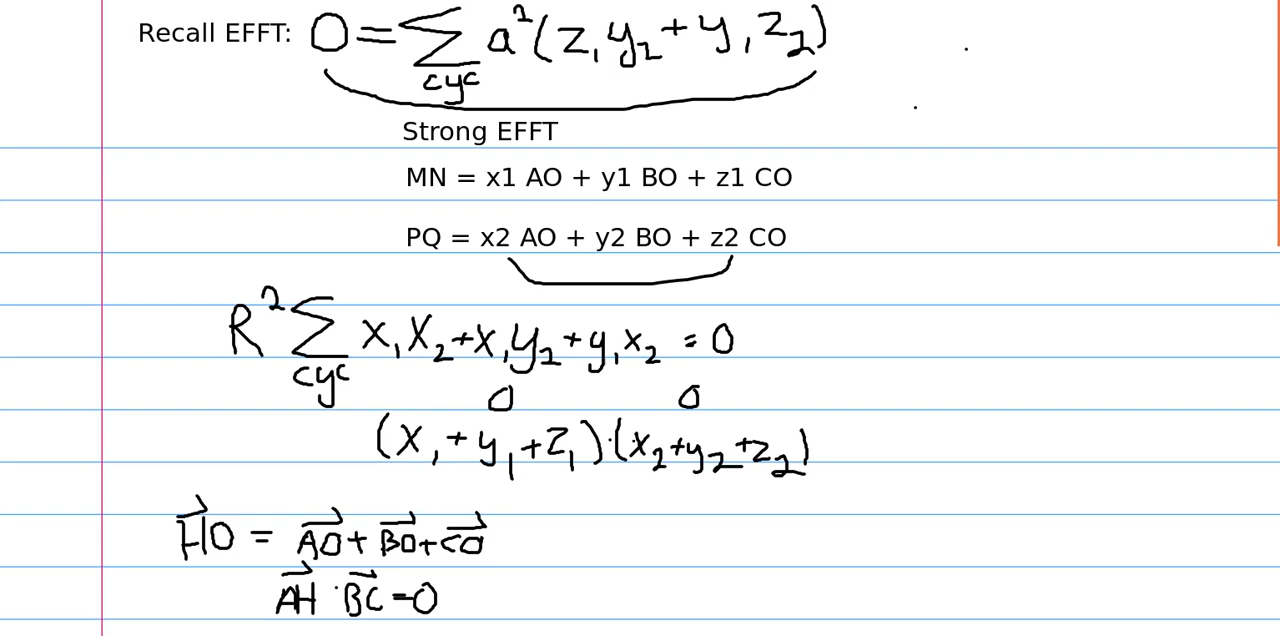 Recall EFFT: 0 = ∑cyc a²(z₁y₂ + y₁z₂)
Strong EFFT
MN = x1 AO + y1 BO + z1 CO
PQ = x2 AO + y2 BO + z2 CO
R² ∑cyc x₁x₂ + x₁y₂ + y₁x₂ = 0
0 0
(x₁ + y₁ + z₁)·(x₂ + y₂ + z₂)
HO = AO + BO + CO
AH · BC = 0